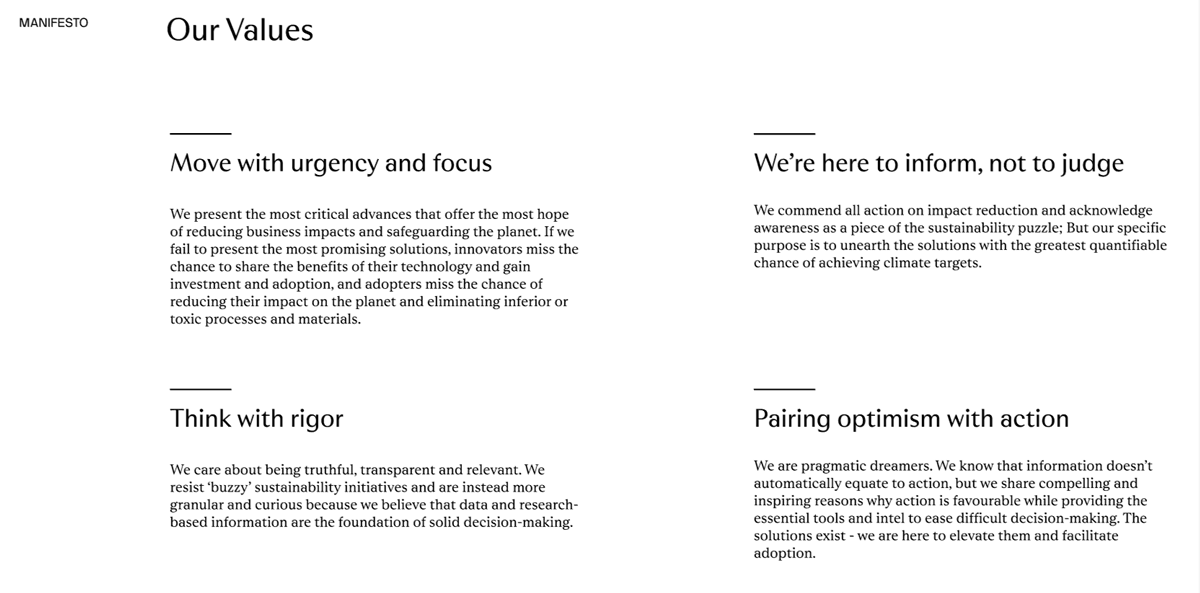 MANIFESTO
Our Values
Move with urgency and focus
We present the most critical advances that offer the most hope
of reducing business impacts and safeguarding the planet. If we
fail to present the most promising solutions, innovators miss the
chance to share the benefits of their technology and gain
investment and adoption, and adopters miss the chance of
reducing their impact on the planet and eliminating inferior or
toxic processes and materials.
We’re here to inform, not to judge
We commend all action on impact reduction and acknowledge
awareness as a piece of the sustainability puzzle; But our specific
purpose is to unearth the solutions with the greatest quantifiable
chance of achieving climate targets.
Think with rigor
We care about being truthful, transparent and relevant. We
resist ‘buzzy’ sustainability initiatives and are instead more
granular and curious because we believe that data and research-
based information are the foundation of solid decision-making.
Pairing optimism with action
We are pragmatic dreamers. We know that information doesn’t
automatically equate to action, but we share compelling and
inspiring reasons why action is favourable while providing the
essential tools and intel to ease difficult decision-making. The
solutions exist - we are here to elevate them and facilitate
adoption.